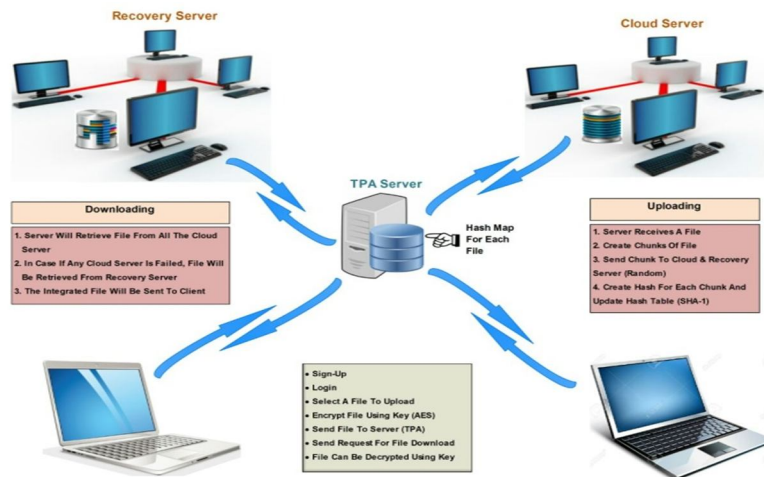 Recovery Server
Cloud Server
TPA Server
Hash Map
For Each
File
Downloading
1. Server Will Retrieve File From All The Cloud
Server
2. In Case If Any Cloud Server Is Failed, File Will
Be Retrieved From Recovery Server
3. The Integrated File Will Be Sent To Client
Uploading
1. Server Receives A File
2. Create Chunks Of File
3. Send Chunk To Cloud & Recovery
Server (Random)
4. Create Hash For Each Chunk And
Update Hash Table (SHA-1)
• Sign-Up
• Login
• Select A File To Upload
• Encrypt File Using Key (AES)
• Send File To Server (TPA)
• Send Request For File Download
• File Can Be Decrypted Using Key